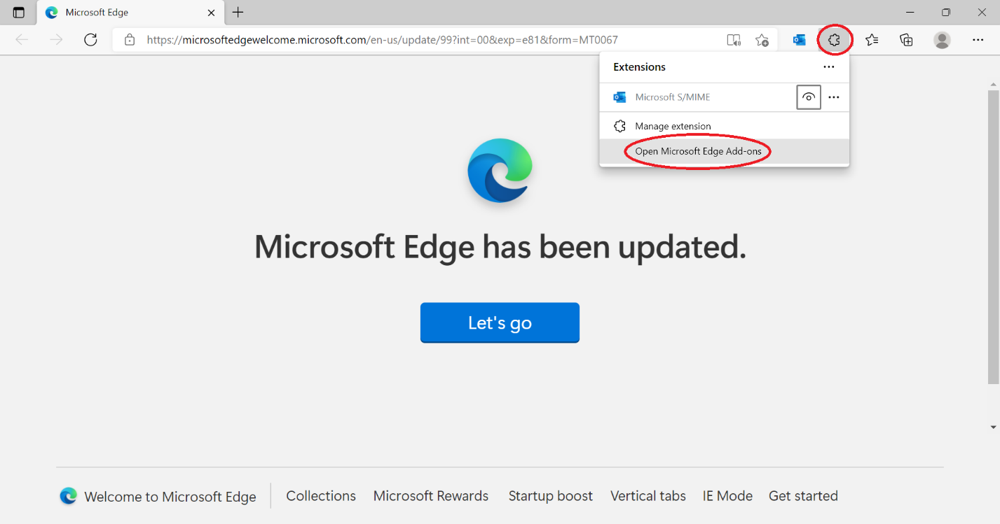 Microsoft Edge
https://microsoftedgewelcome.microsoft.com/en-us/update/99?int=00&exp=e81&form=MT0067
Extensions
Microsoft S/MIME
Manage extension
Open Microsoft Edge Add-ons
Microsoft Edge has been updated.
Let's go
Welcome to Microsoft Edge Collections Microsoft Rewards Startup boost Vertical tabs IE Mode Get started